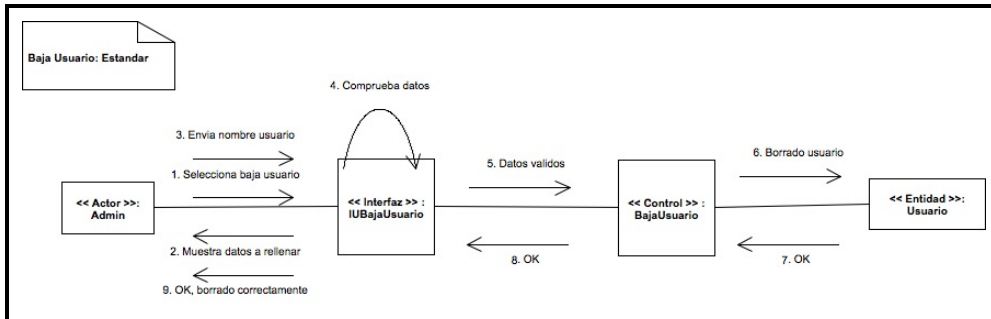 Baja Usuario: Estandar
4. Comprueba datos
3. Envia nombre usuario
1. Selecciona baja usuario
5. Datos validos
6. Borrado usuario
<< Actor >>:
Admin
<< Interfaz >> :
IUBajaUsuario
<< Control >> :
BajaUsuario
<< Entidad >>:
Usuario
2. Muestra datos a rellenar
8. OK
7. OK
9. OK, borrado correctamente